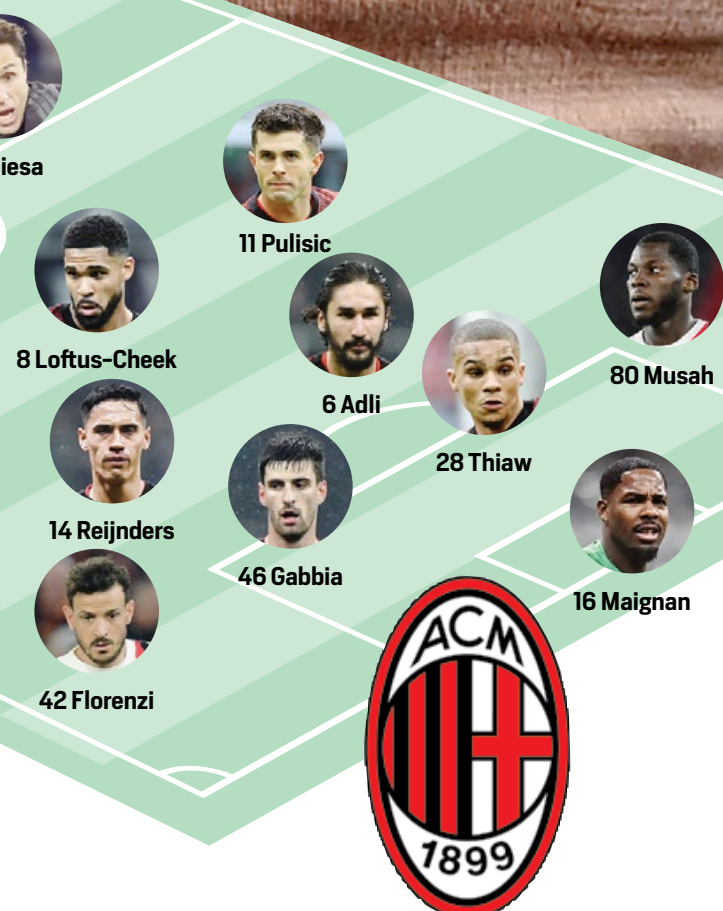 iesa
11 Pulisic
8 Loftus-Cheek
6 Adli
80 Musah
28 Thiaw
14 Reijnders
46 Gabbia
16 Maignan
42 Florenzi
ACM
1899